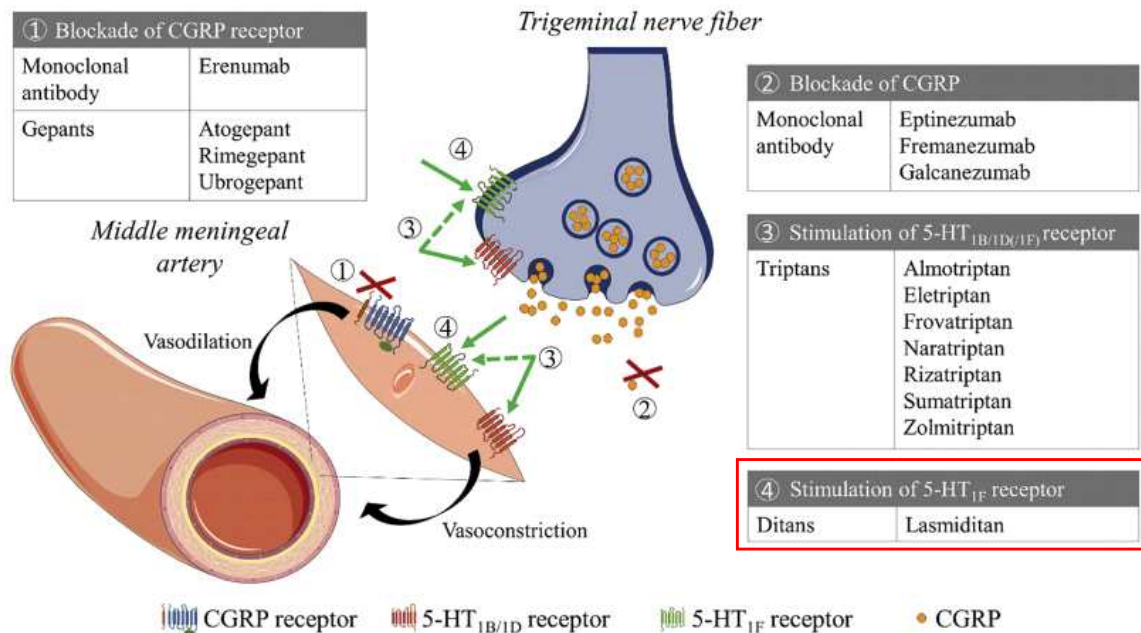 ① Blockade of CGRP receptor
Monoclonal antibody
Erenumab
Gepants
Atogepant
Rimegepant
Ubrogepant
Trigeminal nerve fiber
② Blockade of CGRP
Monoclonal antibody
Eptinezumab
Fremanezumab
Galcanezumab
④
③
Middle meningeal
artery
①
Vasodilation
④
③
②
Vasoconstriction
③ Stimulation of 5-HT1B/1D(/1F) receptor
Triptans
Almotriptan
Eletriptan
Frovatriptan
Naratriptan
Rizatriptan
Sumatriptan
Zolmitriptan
④ Stimulation of 5-HT1F receptor
Ditans
Lasmiditan
CGRP receptor
5-HT1B/1D receptor
5-HT1F receptor
CGRP